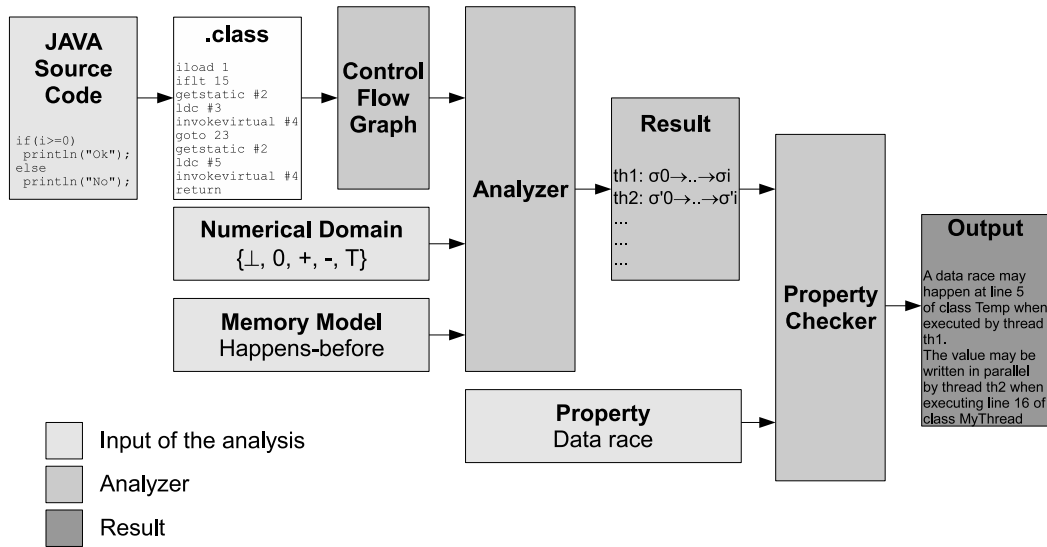 JAVA
Source
Code
if(i>=0)
println("Ok");
else
println("No");
.class
iload 1
iflt 15
getstatic #2
ldc #3
invokevirtual #4
goto 23
getstatic #2
ldc #5
invokevirtual #4
return
Control
Flow
Graph
Numerical Domain
{⊥, 0, +, -, T}
Memory Model
Happens-before
Analyzer
Result
th1: σ0→..→σi
th2: σ'0→..→σ'i
...
...
...
Property
Data race
Property
Checker
Output
A data race may
happen at line 5
of class Temp when
executed by thread
th1.
The value may be
written in parallel
by thread th2 when
executing line 16 of
class MyThread
Input of the analysis
Analyzer
Result